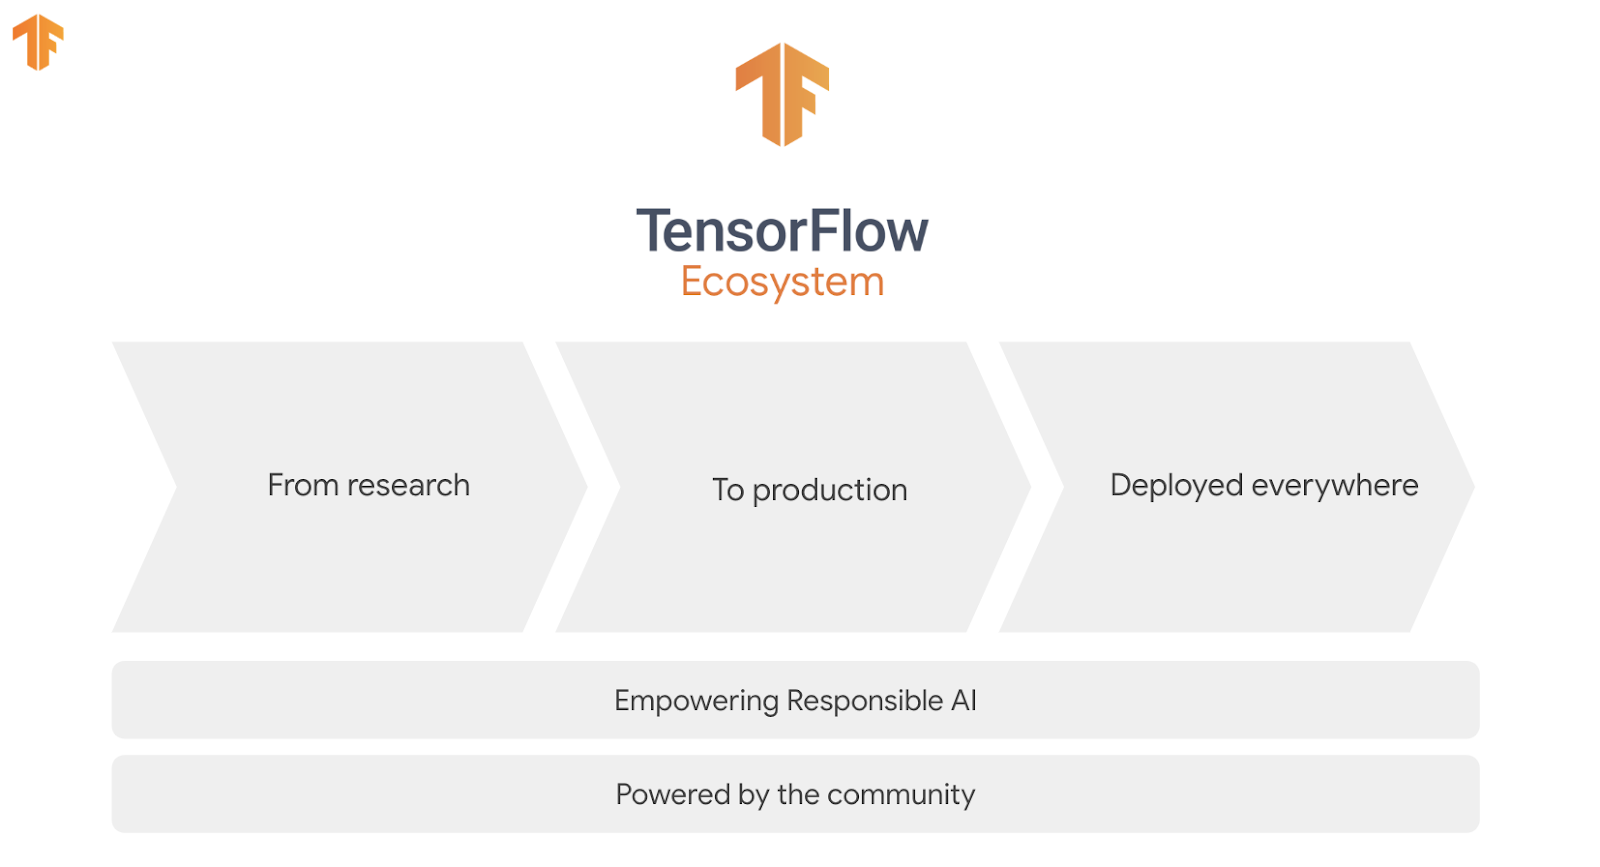 TensorFlow
Ecosystem
From research
To production
Deployed everywhere
Empowering Responsible AI
Powered by the community